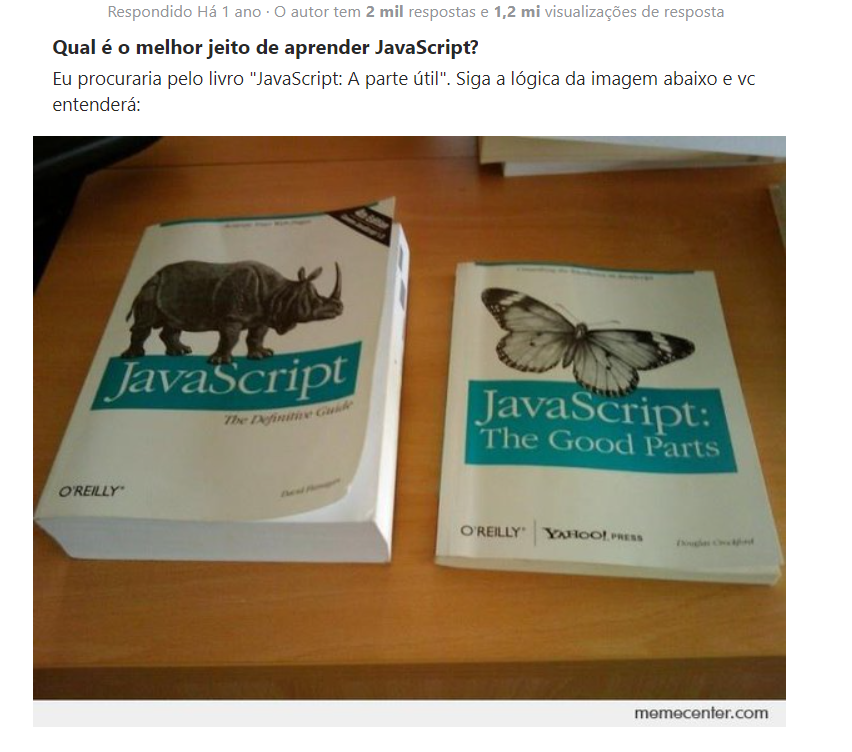 Respondido Há 1 ano · O autor tem 2 mil respostas e 1,2 mi visualizações de resposta
Qual é o melhor jeito de aprender JavaScript?
Eu procuraria pelo livro "JavaScript: A parte útil". Siga a lógica da imagem abaixo e vc
entenderá:
JavaScript
The Definitive Guide
O'REILLY®
David Flanagan
JavaScript:
The Good Parts
O'REILLY®
YAHOO! PRESS
Douglas Crockford
memecenter.com